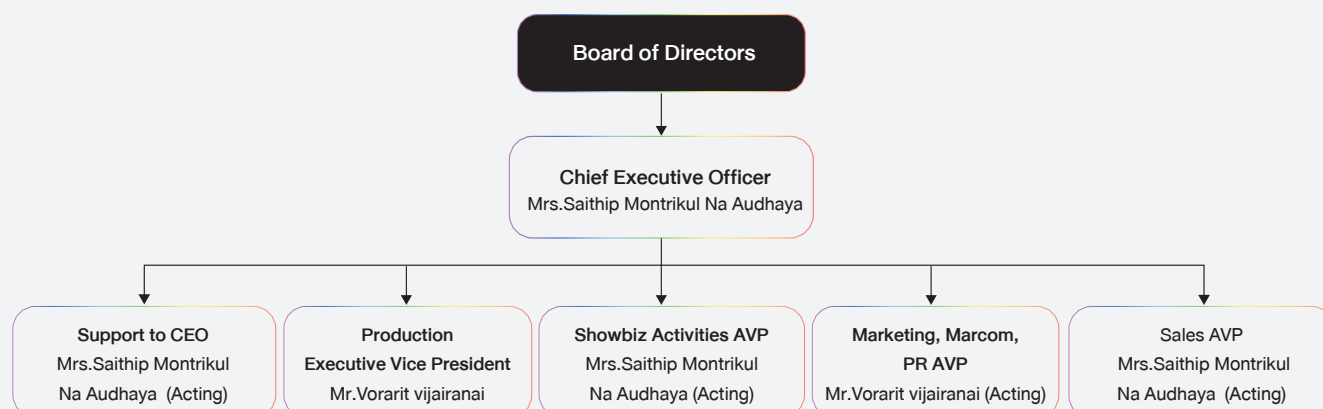 Board of Directors
Chief Executive Officer
Mrs.Saithip Montrikul Na Audhaya
Support to CEO
Mrs.Saithip Montrikul
Na Audhaya (Acting)
Production
Executive Vice President
Mr.Vorarit vijairanai
Showbiz Activities AVP
Mrs.Saithip Montrikul
Na Audhaya (Acting)
Marketing, Marcom,
PR AVP
Mr.Vorarit vijairanai (Acting)
Sales AVP
Mrs.Saithip Montrikul
Na Audhaya (Acting)